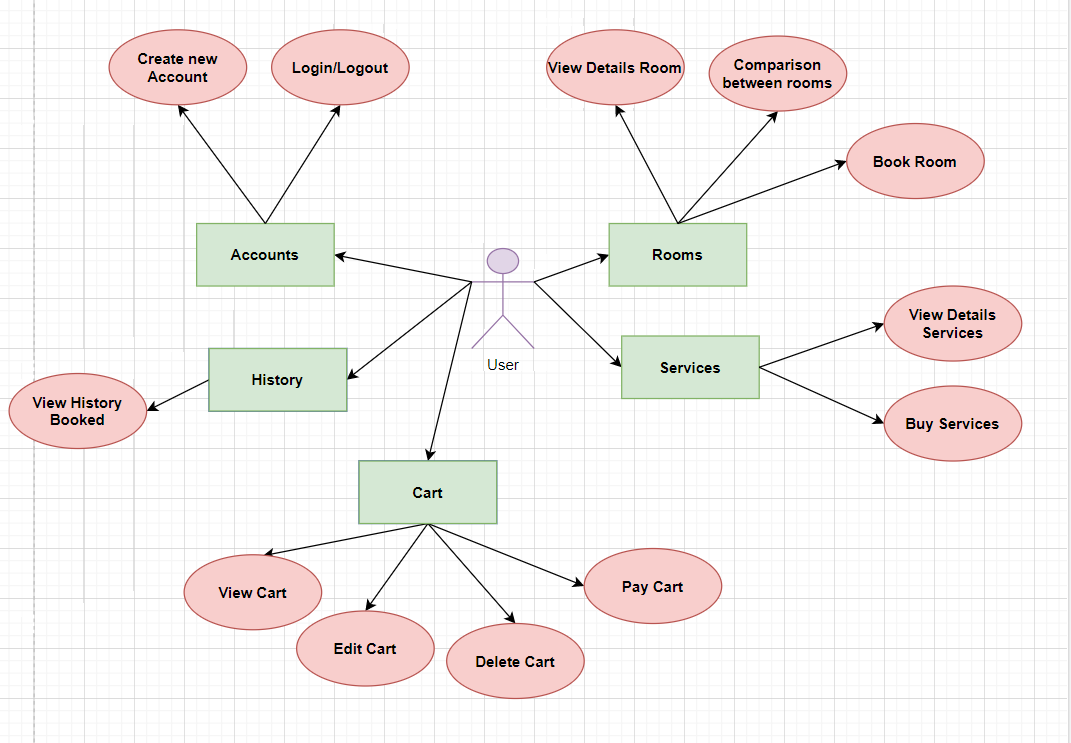 Create new
Account
Login/Logout
View Details Room
Comparison
between rooms
Book Room
Accounts
Rooms
User
View Details
Services
Services
History
View History
Booked
Buy Services
Cart
View Cart
Edit Cart
Delete Cart
Pay Cart